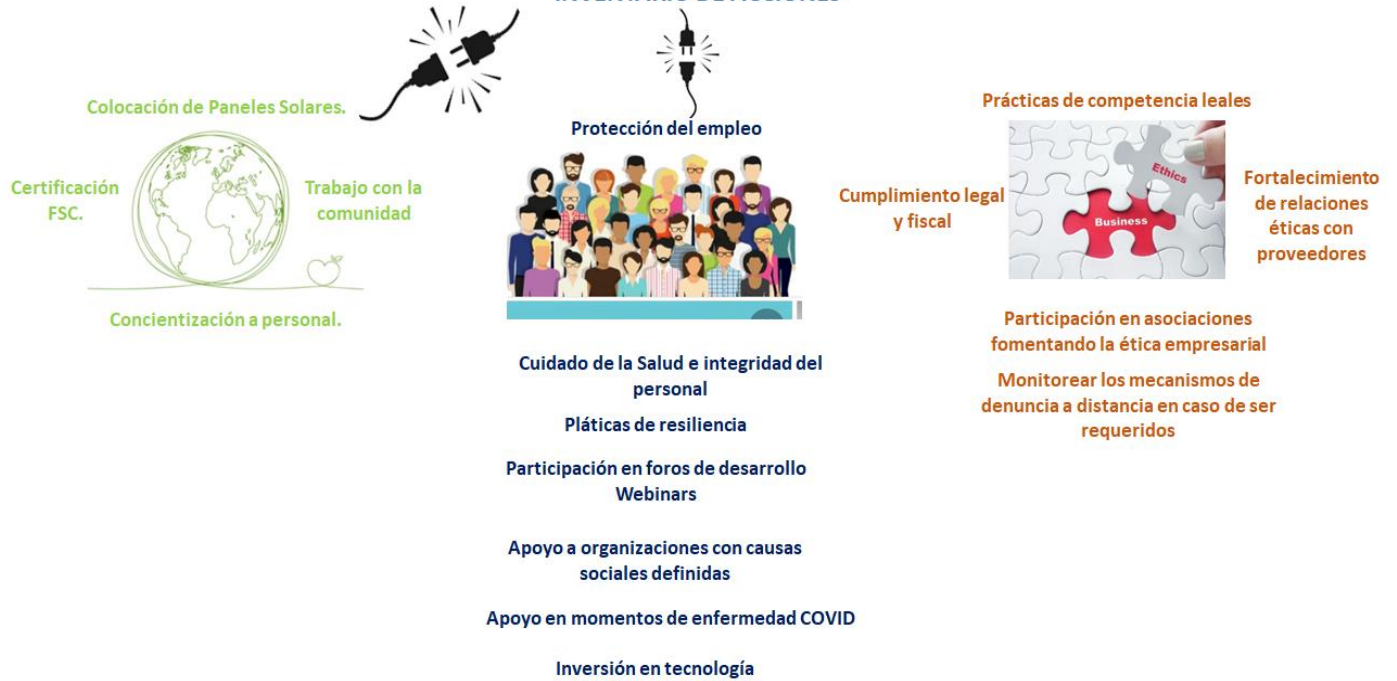 Colocación de Paneles Solares.
Certificación
FSC.
Trabajo con la
comunidad
Concientización a personal.
Protección del empleo
Cuidado de la Salud e integridad del
personal
Pláticas de resiliencia
Participación en foros de desarrollo
Webinars
Apoyo a organizaciones con causas
sociales definidas
Apoyo en momentos de enfermedad COVID
Inversión en tecnología
Prácticas de competencia leales
Cumplimiento legal
y fiscal
Ethics
Business
Fortalecimiento
de relaciones
éticas con
proveedores
Participación en asociaciones
fomentando la ética empresarial
Monitorear los mecanismos de
denuncia a distancia en caso de ser
requeridos